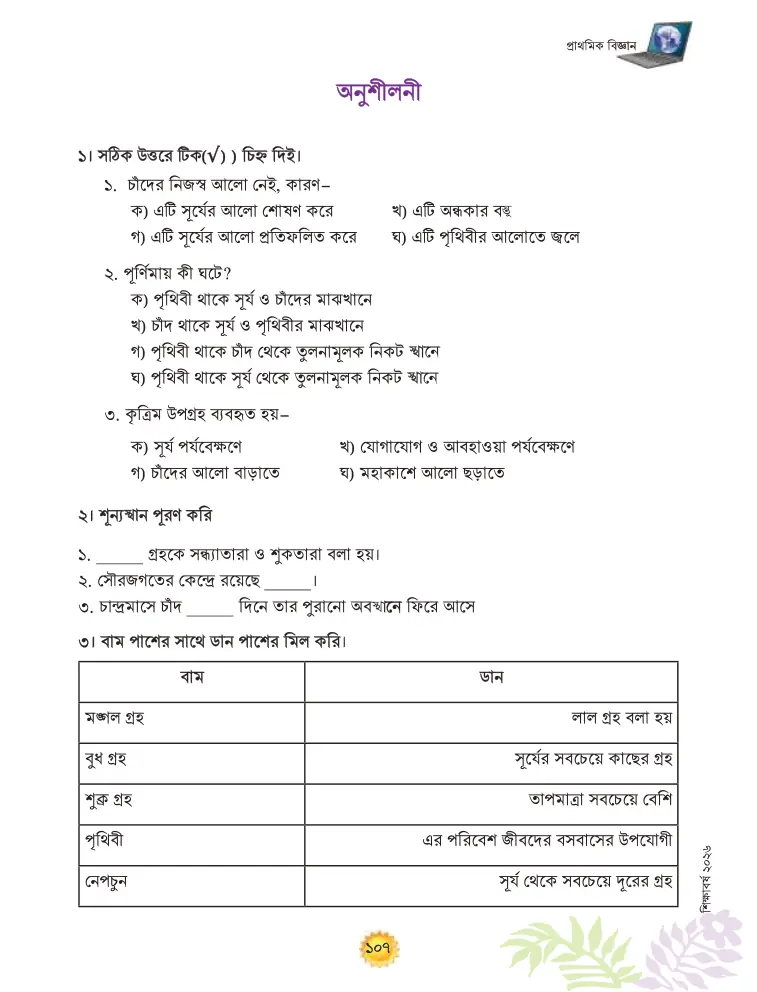 প্রাথমিক বিজ্ঞান
অনুশীলনী
১। সঠিক উত্তরে টিক(√) ) চিহ্ন দিই।
১. চাঁদের নিজস্ব আলো নেই, কারণ–
ক) এটি সূর্যের আলো শোষণ করে খ) এটি অন্ধকার বস্তু
গ) এটি সূর্যের আলো প্রতিফলিত করে ঘ) এটি পৃথিবীর আলোতে জ্বলে
২. পূর্ণিমায় কী ঘটে?
ক) পৃথিবী থাকে সূর্য ও চাঁদের মাঝখানে
খ) চাঁদ থাকে সূর্য ও পৃথিবীর মাঝখানে
গ) পৃথিবী থাকে চাঁদ থেকে তুলনামূলক নিকট স্থানে
ঘ) পৃথিবী থাকে সূর্য থেকে তুলনামূলক নিকট স্থানে
৩. কৃত্রিম উপগ্রহ ব্যবহৃত হয়–
ক) সূর্য পর্যবেক্ষণে খ) যোগাযোগ ও আবহাওয়া পর্যবেক্ষণে
গ) চাঁদের আলো বাড়াতে ঘ) মহাকাশে আলো ছড়াতে
২। শূন্যস্থান পূরণ করি
১. _____ গ্রহকে সন্ধ্যাতারা ও শুকতারা বলা হয়।
২. সৌরজগতের কেন্দ্রে রয়েছে _____।
৩. চান্দ্রমাসে চাঁদ _____ দিনে তার পুরানো অবস্থানে ফিরে আসে
৩। বাম পাশের সাথে ডান পাশের মিল করি।
বাম ডান
মঙ্গল গ্রহ লাল গ্রহ বলা হয়
বুধ গ্রহ সূর্যের সবচেয়ে কাছের গ্রহ
শুক্র গ্রহ তাপমাত্রা সবচেয়ে বেশি
পৃথিবী এর পরিবেশ জীবদের বসবাসের উপযোগী
নেপচুন সূর্য থেকে সবচেয়ে দূরের গ্রহ
শিক্ষাবর্ষ ২০২৬
১০৭